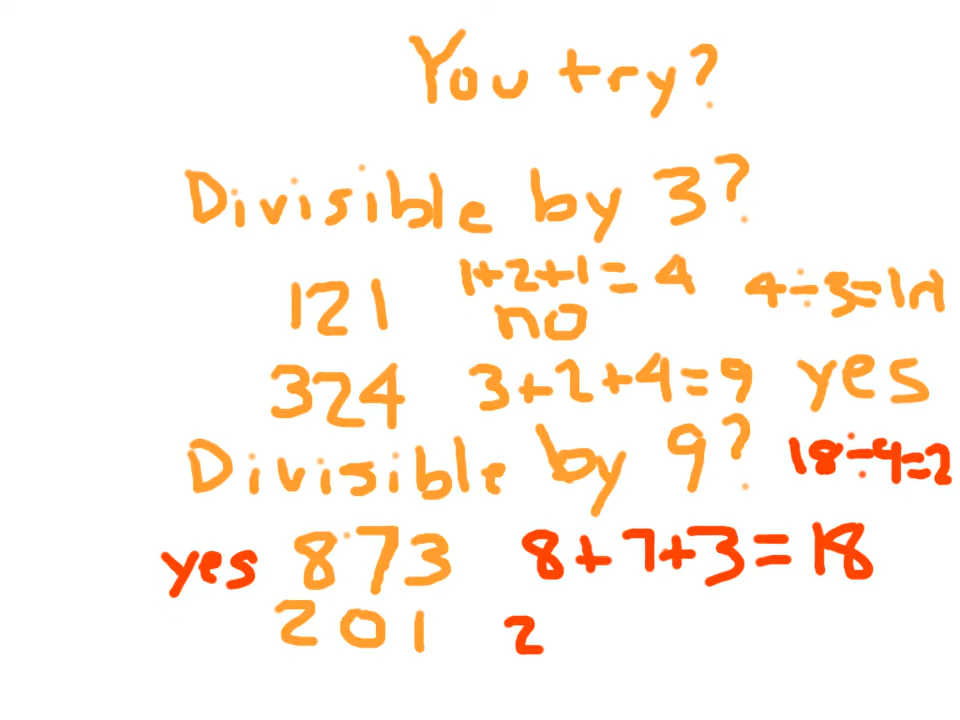 You try?
Divisible by 3?
121 1+2+1=4 4÷3=1r1
no
324 3+2+4=9 yes
Divisible by 9? 18÷9=2
yes 873 8+7+3=18
201 2